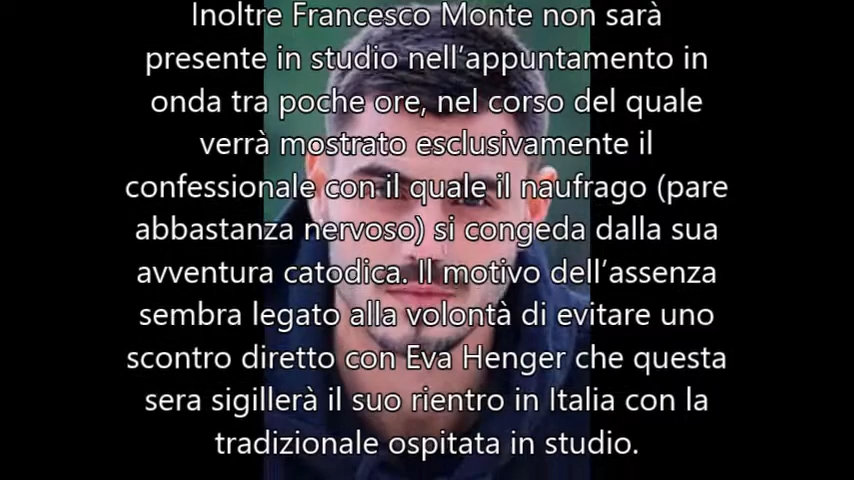 Inoltre Francesco Monte non sarà
presente in studio nell’appuntamento in
onda tra poche ore, nel corso del quale
verrà mostrato esclusivamente il
confessionale con il quale il naufrago (pare
abbastanza nervoso) si congeda dalla sua
avventura catodica. Il motivo dell’assenza
sembra legato alla volontà di evitare uno
scontro diretto con Eva Henger che questa
sera sigillerà il suo rientro in Italia con la
tradizionale ospitata in studio.